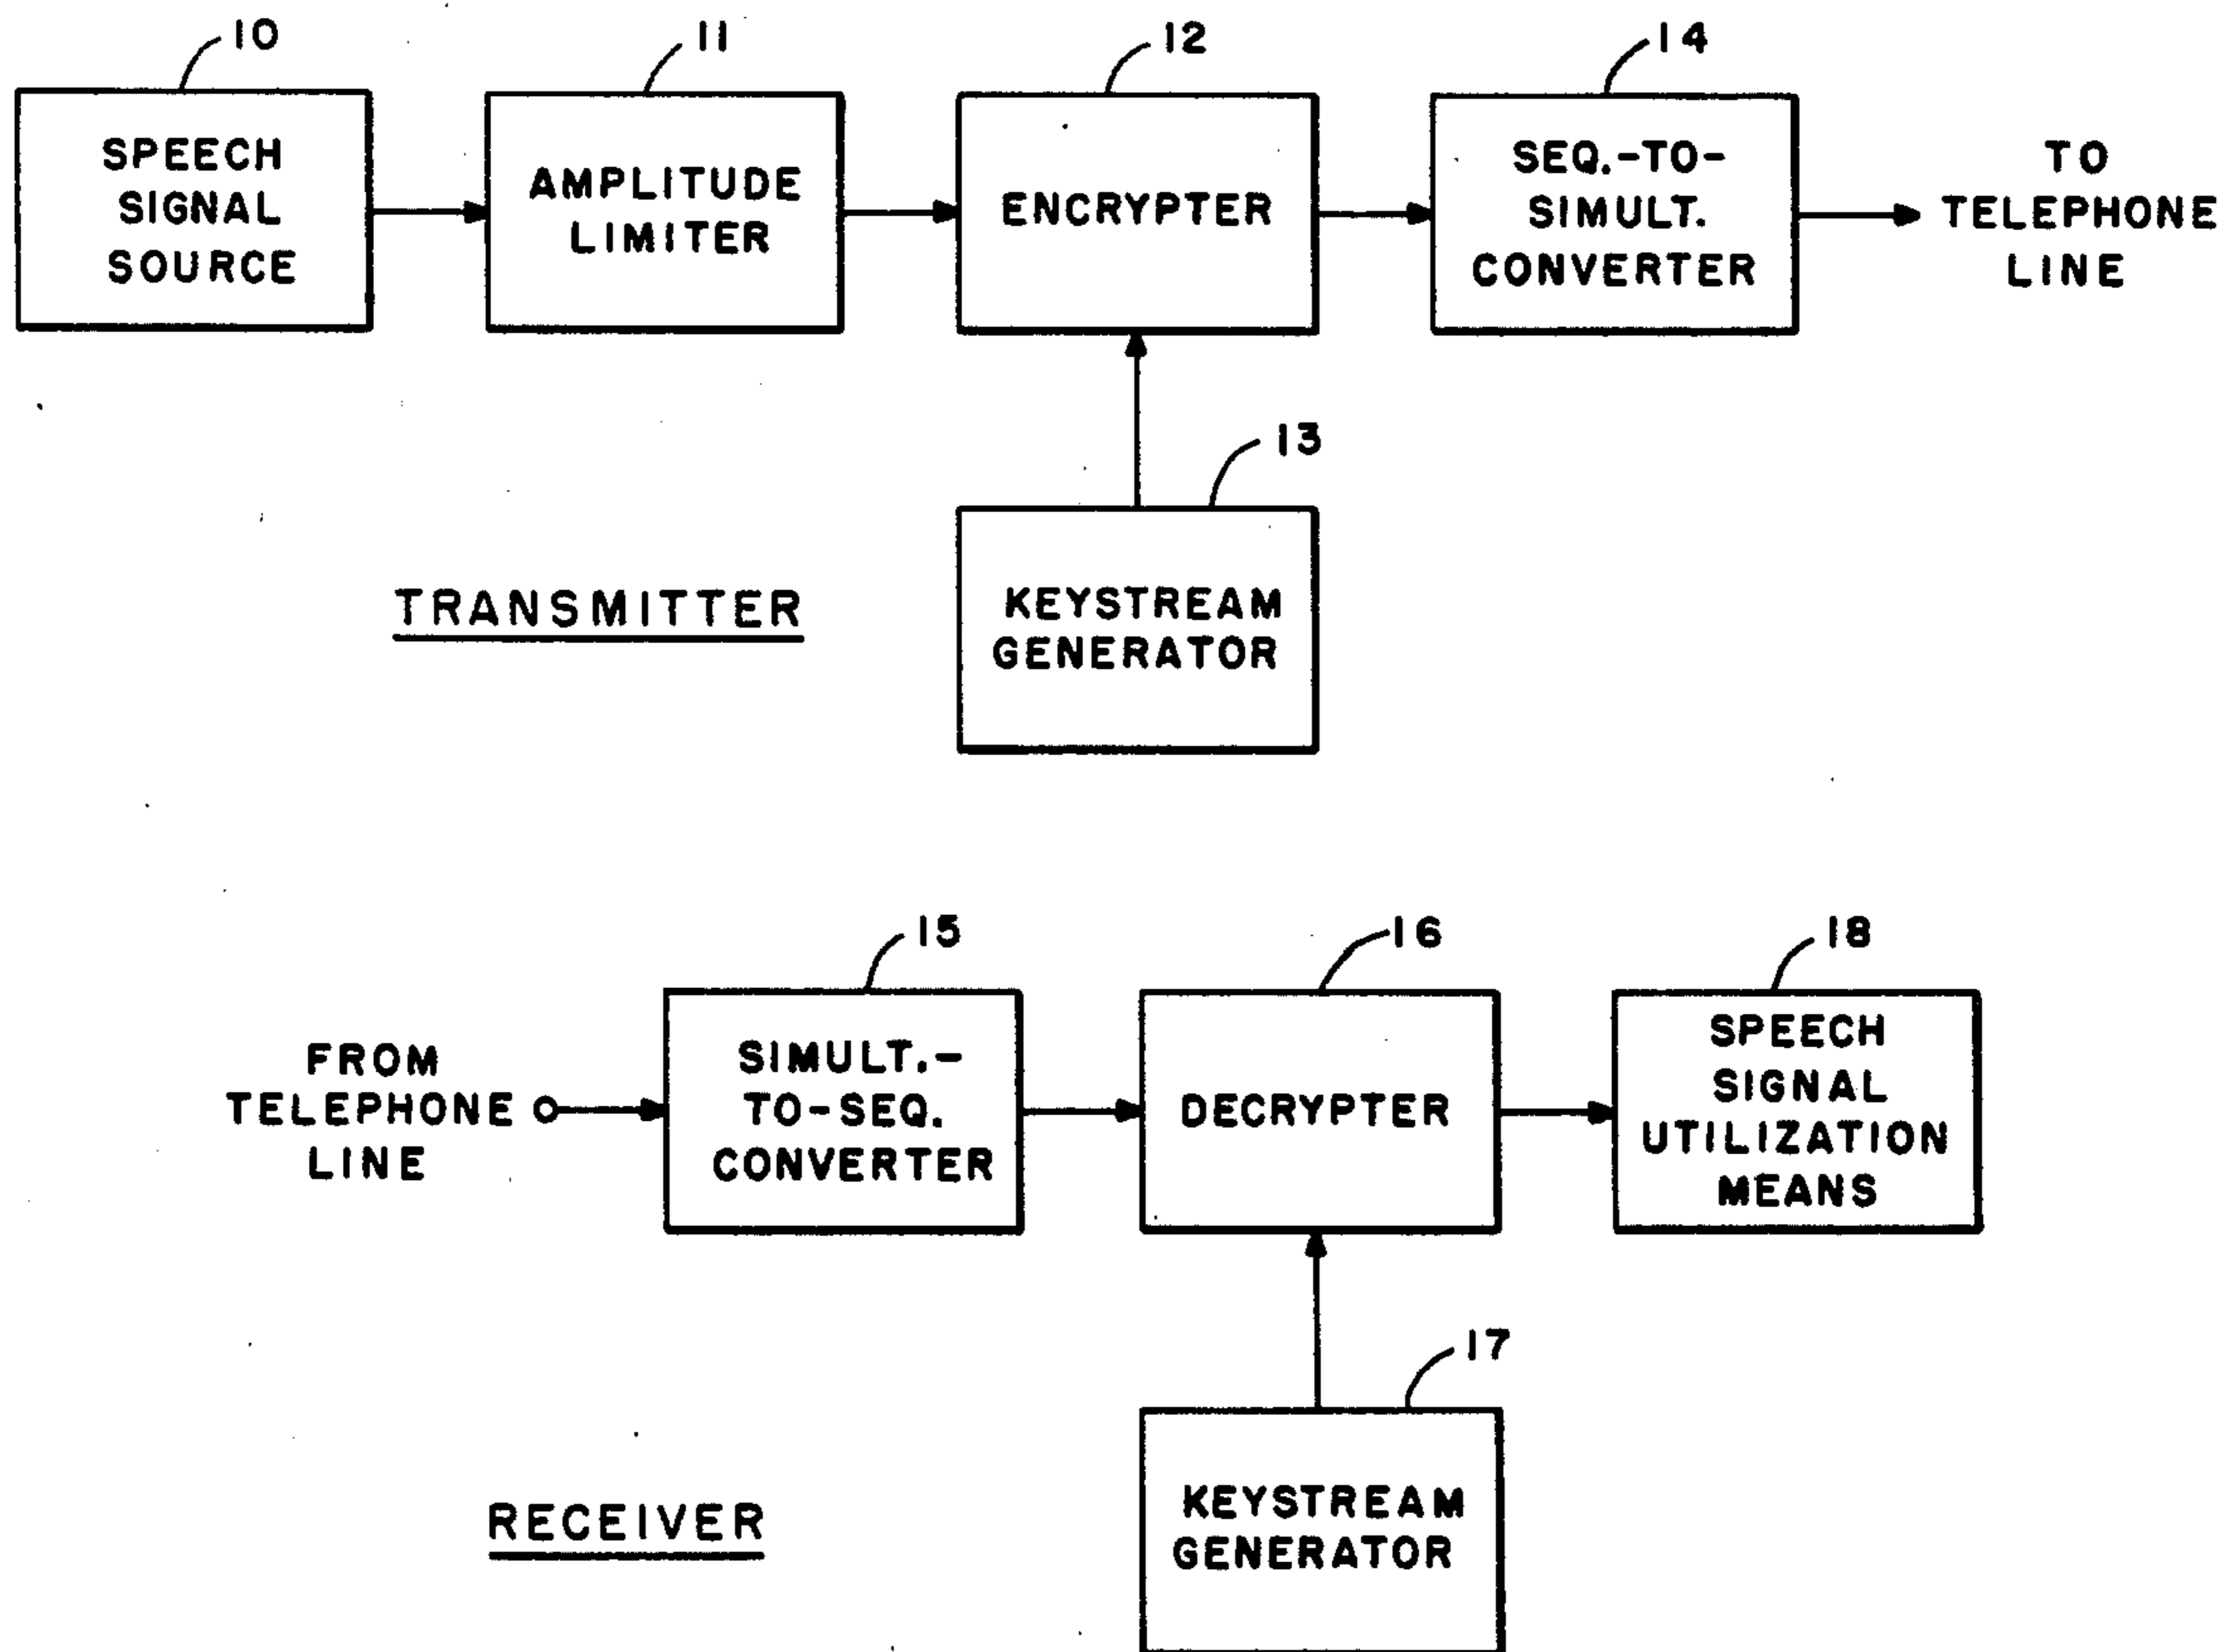 10
11
12
14
SPEECH
SIGNAL
SOURCE
AMPLITUDE
LIMITER
ENCRYPTER
SEQ.-TO-
SIMULT.
CONVERTER
TO
TELEPHONE
LINE
13
KEYSTREAM
GENERATOR
TRANSMITTER
15
16
18
FROM
TELEPHONE
LINE
SIMULT.-
TO-SEQ.
CONVERTER
DECRYPTER
SPEECH
SIGNAL
UTILIZATION
MEANS
17
KEYSTREAM
GENERATOR
RECEIVER